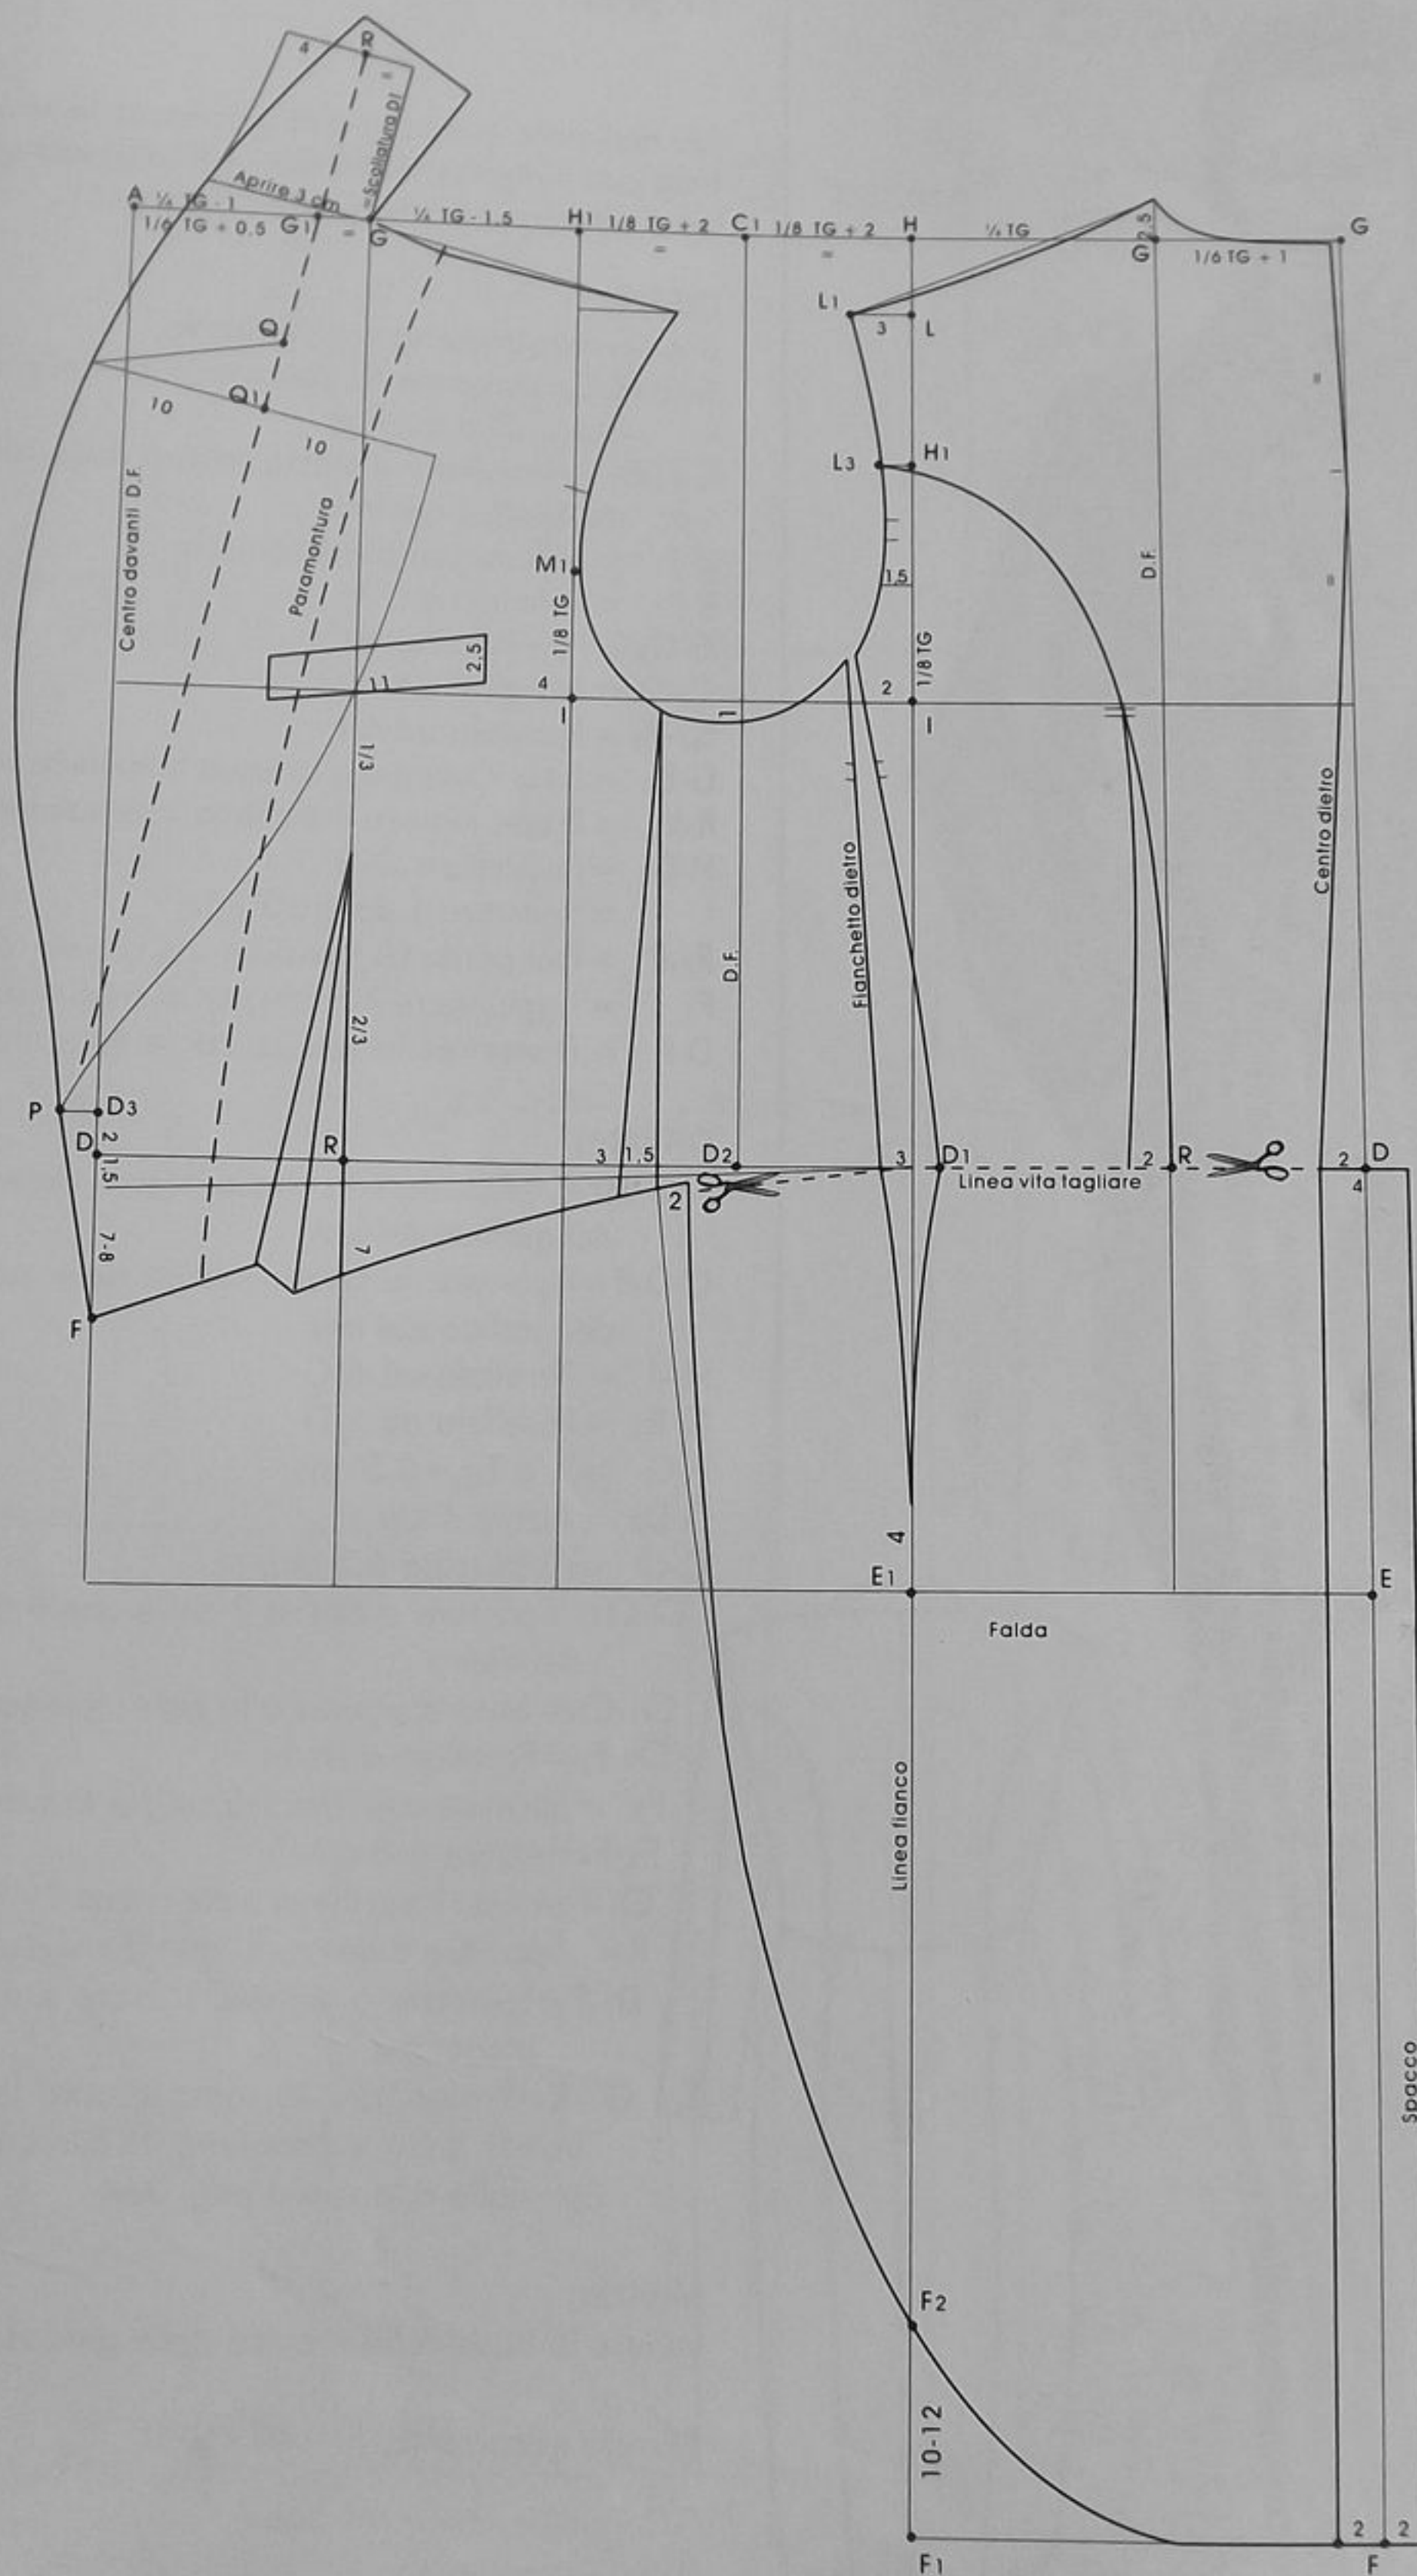 R
4
=
= Scollatura D1
Aprire 3 cm
A
¼ TG - 1
1/6 TG + 0.5
G1
=
G
¼ TG - 1.5
H1
1/8 TG + 2
=
C1
1/8 TG + 2
=
H
¼ TG
2,5
G
1/6 TG + 1
G
L1
3
L
Q
Q1
10
10
L3
H1
=
=
Centro davanti D.F.
Paramontura
M1
1/8 TG
1,5
D.F.
1/8 TG
2,5
11
4
I
1
2
I
1/3
Centro dietro
Fianchetto dietro
D.F.
2/3
P
D3
2
D
1,5
R
3
1,5
D2
3
D1
2
R
2
D
Linea vita tagliare
4
2
7-8
7
F
4
E1
E
Falda
Linea fianco
Spacco
F2
10-12
2
2
F1
F